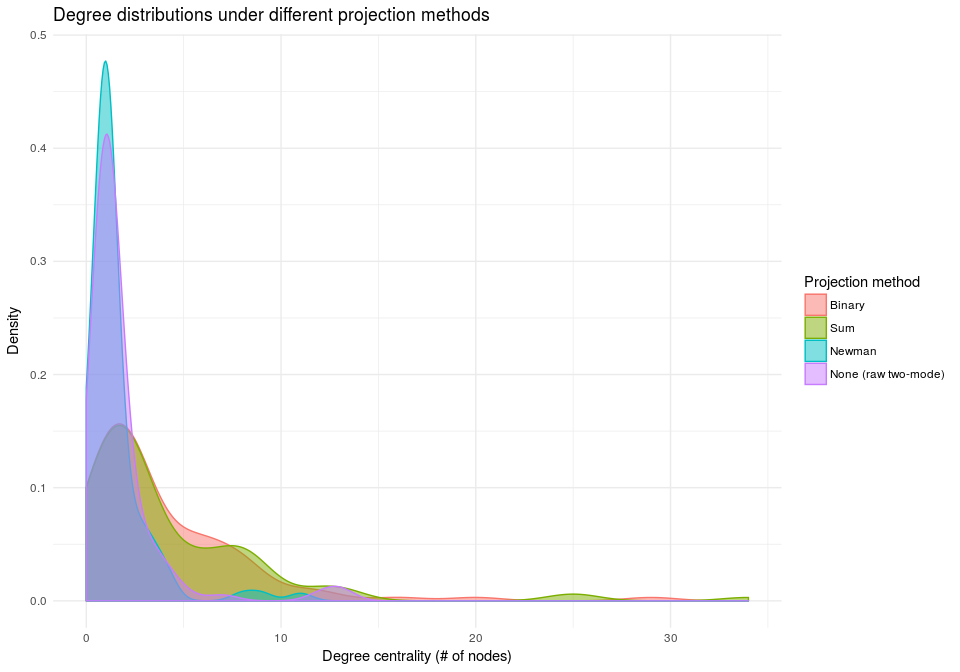 Degree distributions under different projection methods
Density
0.5
0.4
0.3
0.2
0.1
0.0
0
10
20
30
Degree centrality (# of nodes)
Projection method
Binary
Sum
Newman
None (raw two-mode)